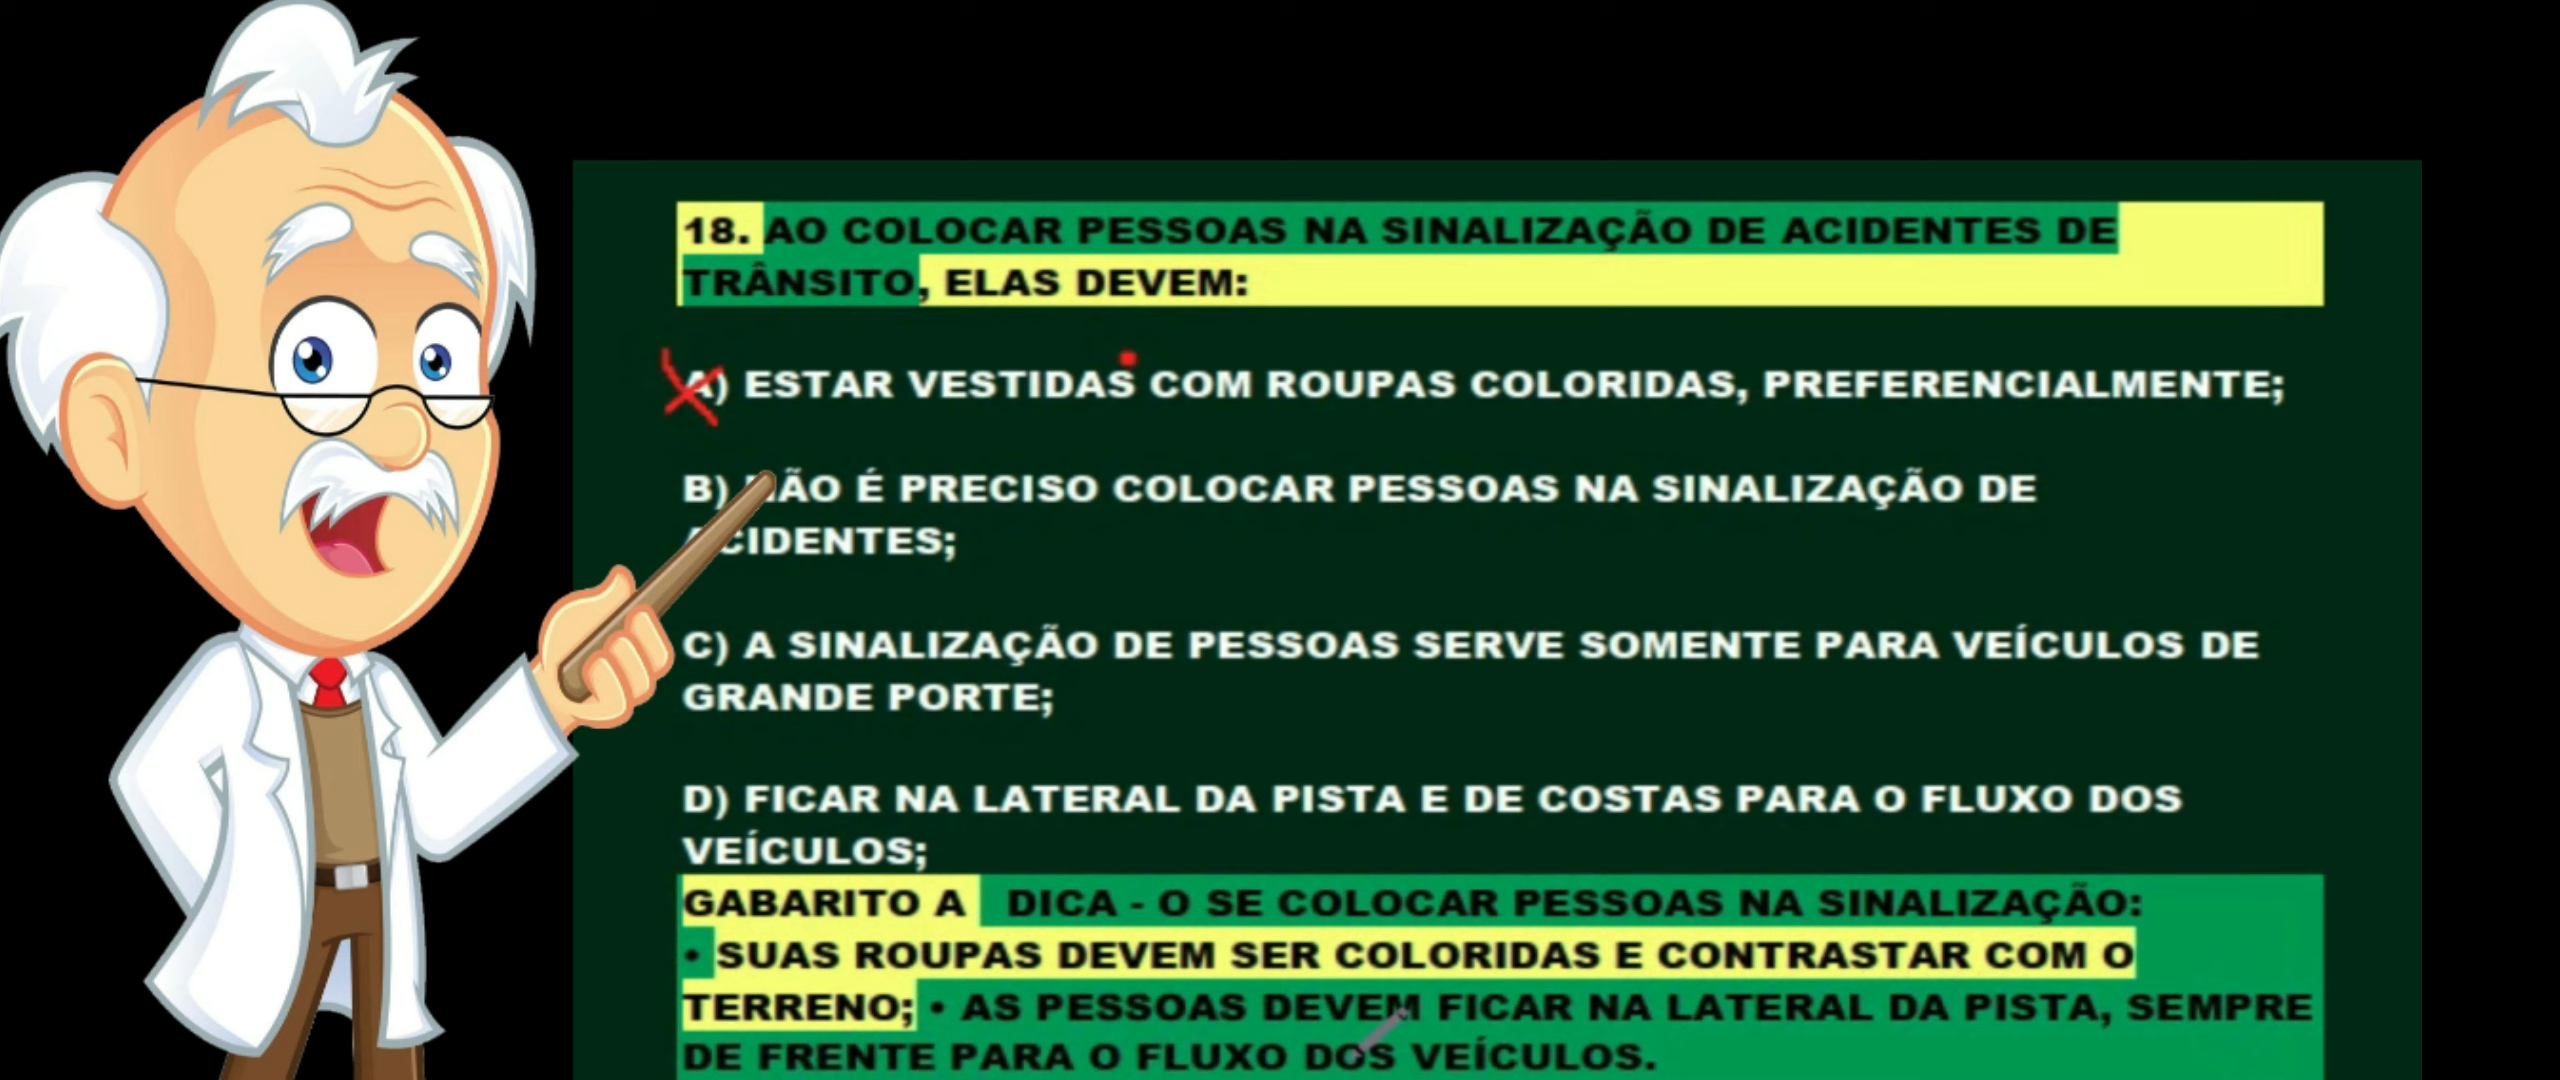 18. AO COLOCAR PESSOAS NA SINALIZAÇÃO DE ACIDENTES DE
TRÂNSITO, ELAS DEVEM:
A) ESTAR VESTIDAS COM ROUPAS COLORIDAS, PREFERENCIALMENTE;
B) NÃO É PRECISO COLOCAR PESSOAS NA SINALIZAÇÃO DE
ACIDENTES;
C) A SINALIZAÇÃO DE PESSOAS SERVE SOMENTE PARA VEÍCULOS DE
GRANDE PORTE;
D) FICAR NA LATERAL DA PISTA E DE COSTAS PARA O FLUXO DOS
VEÍCULOS;
GABARITO A DICA - O SE COLOCAR PESSOAS NA SINALIZAÇÃO:
• SUAS ROUPAS DEVEM SER COLORIDAS E CONTRASTAR COM O
TERRENO; • AS PESSOAS DEVEM FICAR NA LATERAL DA PISTA, SEMPRE
DE FRENTE PARA O FLUXO DOS VEÍCULOS.